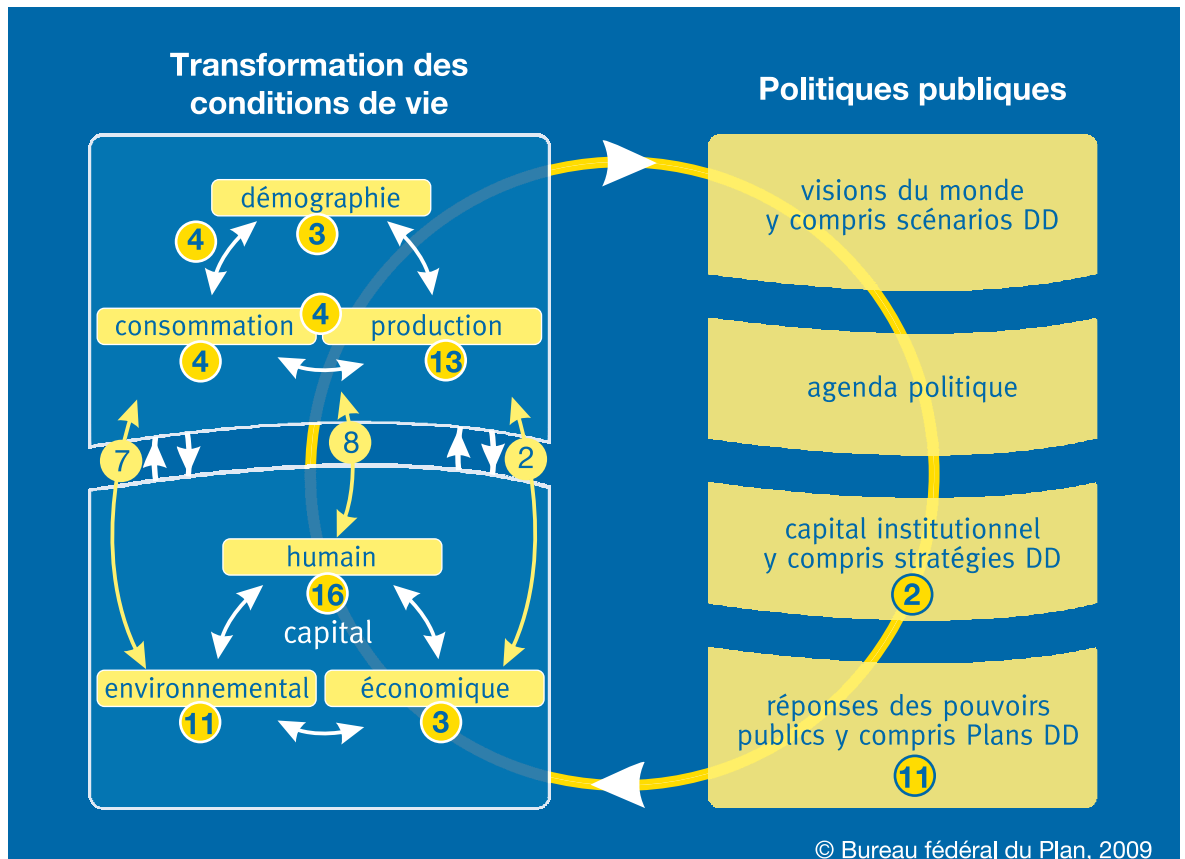 Transformation des
conditions de vie
démographie
3
4
consommation
4
production
4
13
7
8
2
humain
16
capital
environnemental
11
économique
3
Politiques publiques
visions du monde
y compris scénarios DD
agenda politique
capital institutionnel
y compris stratégies DD
2
réponses des pouvoirs
publics y compris Plans DD
11
© Bureau fédéral du Plan, 2009